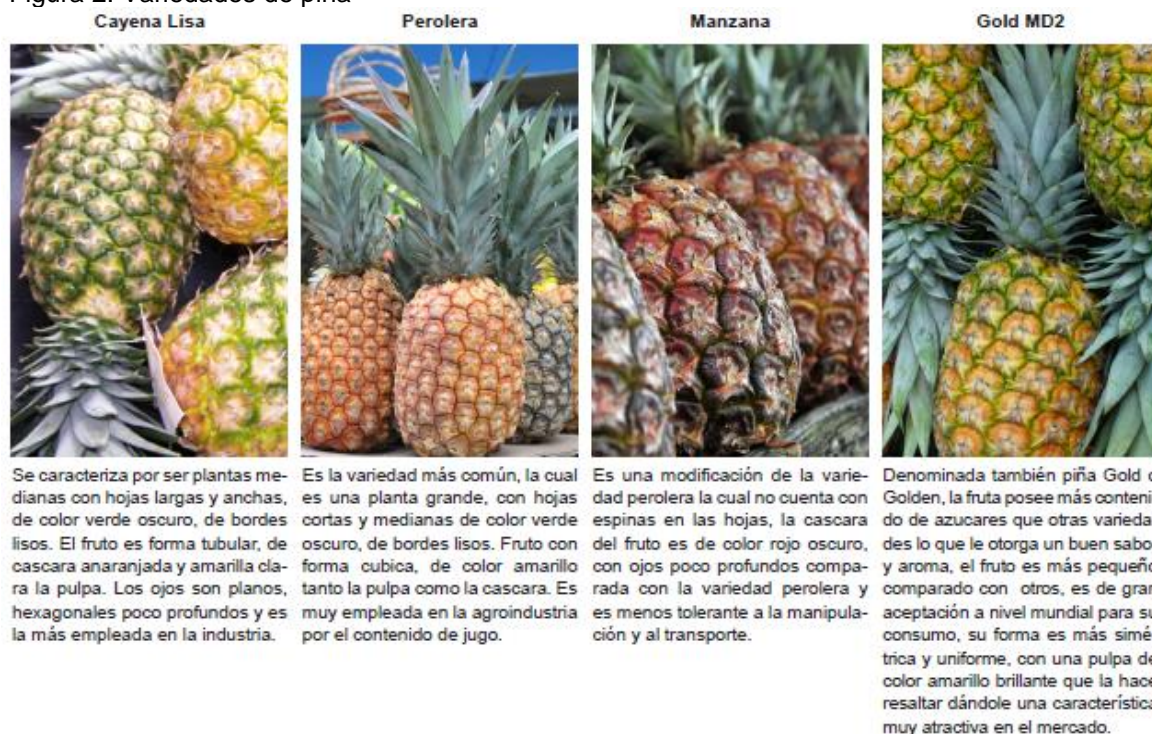 Figura 2. Variedades de piña
Cayena Lisa
Se caracteriza por ser plantas me-
dianas con hojas largas y anchas,
de color verde oscuro, de bordes
lisos. El fruto es forma tubular, de
cascara anaranjada y amarilla cla-
ra la pulpa. Los ojos son planos,
hexagonales poco profundos y es
la más empleada en la industria.
Perolera
Es la variedad más común, la cual
es una planta grande, con hojas
cortas y medianas de color verde
oscuro, de bordes lisos. Fruto con
forma cubica, de color amarillo
tanto la pulpa como la cascara. Es
muy empleada en la agroindustria
por el contenido de jugo.
Manzana
Es una modificación de la varie-
dad perolera la cual no cuenta con
espinas en las hojas, la cascara
del fruto es de color rojo oscuro,
con ojos poco profundos compa-
rada con la variedad perolera y
es menos tolerante a la manipula-
ción y al transporte.
Gold MD2
Denominada también piña Gold o
Golden, la fruta posee más conteni
do de azucares que otras varieda
des lo que le otorga un buen sabo
y aroma, el fruto es más pequeño
comparado con otros, es de gran
aceptación a nivel mundial para su
consumo, su forma es más simé
trica y uniforme, con una pulpa de
color amarillo brillante que la hace
resaltar dándole una característica
muy atractiva en el mercado.